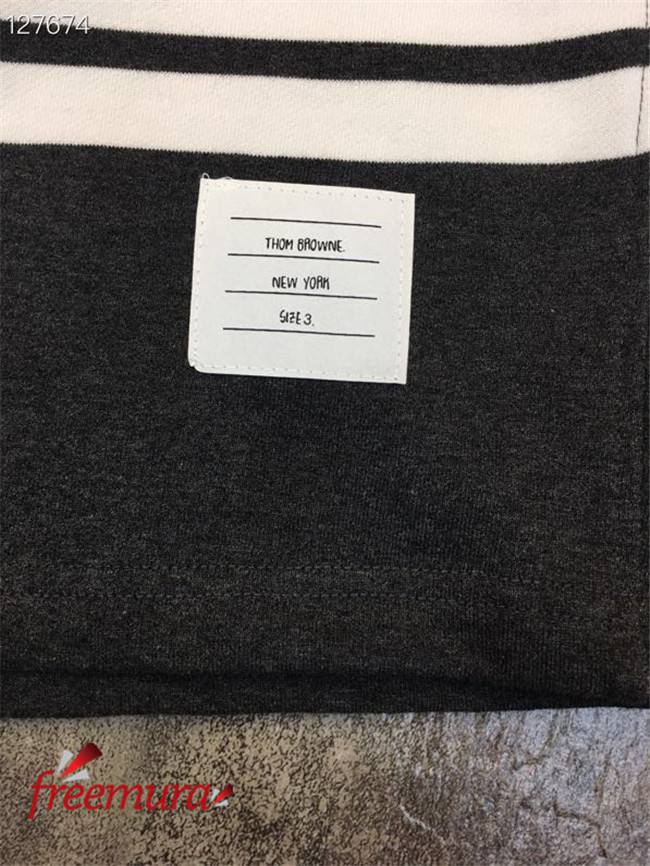 127674
THOM BROWNE.
NEW YORK
SIZE 3.
freemura